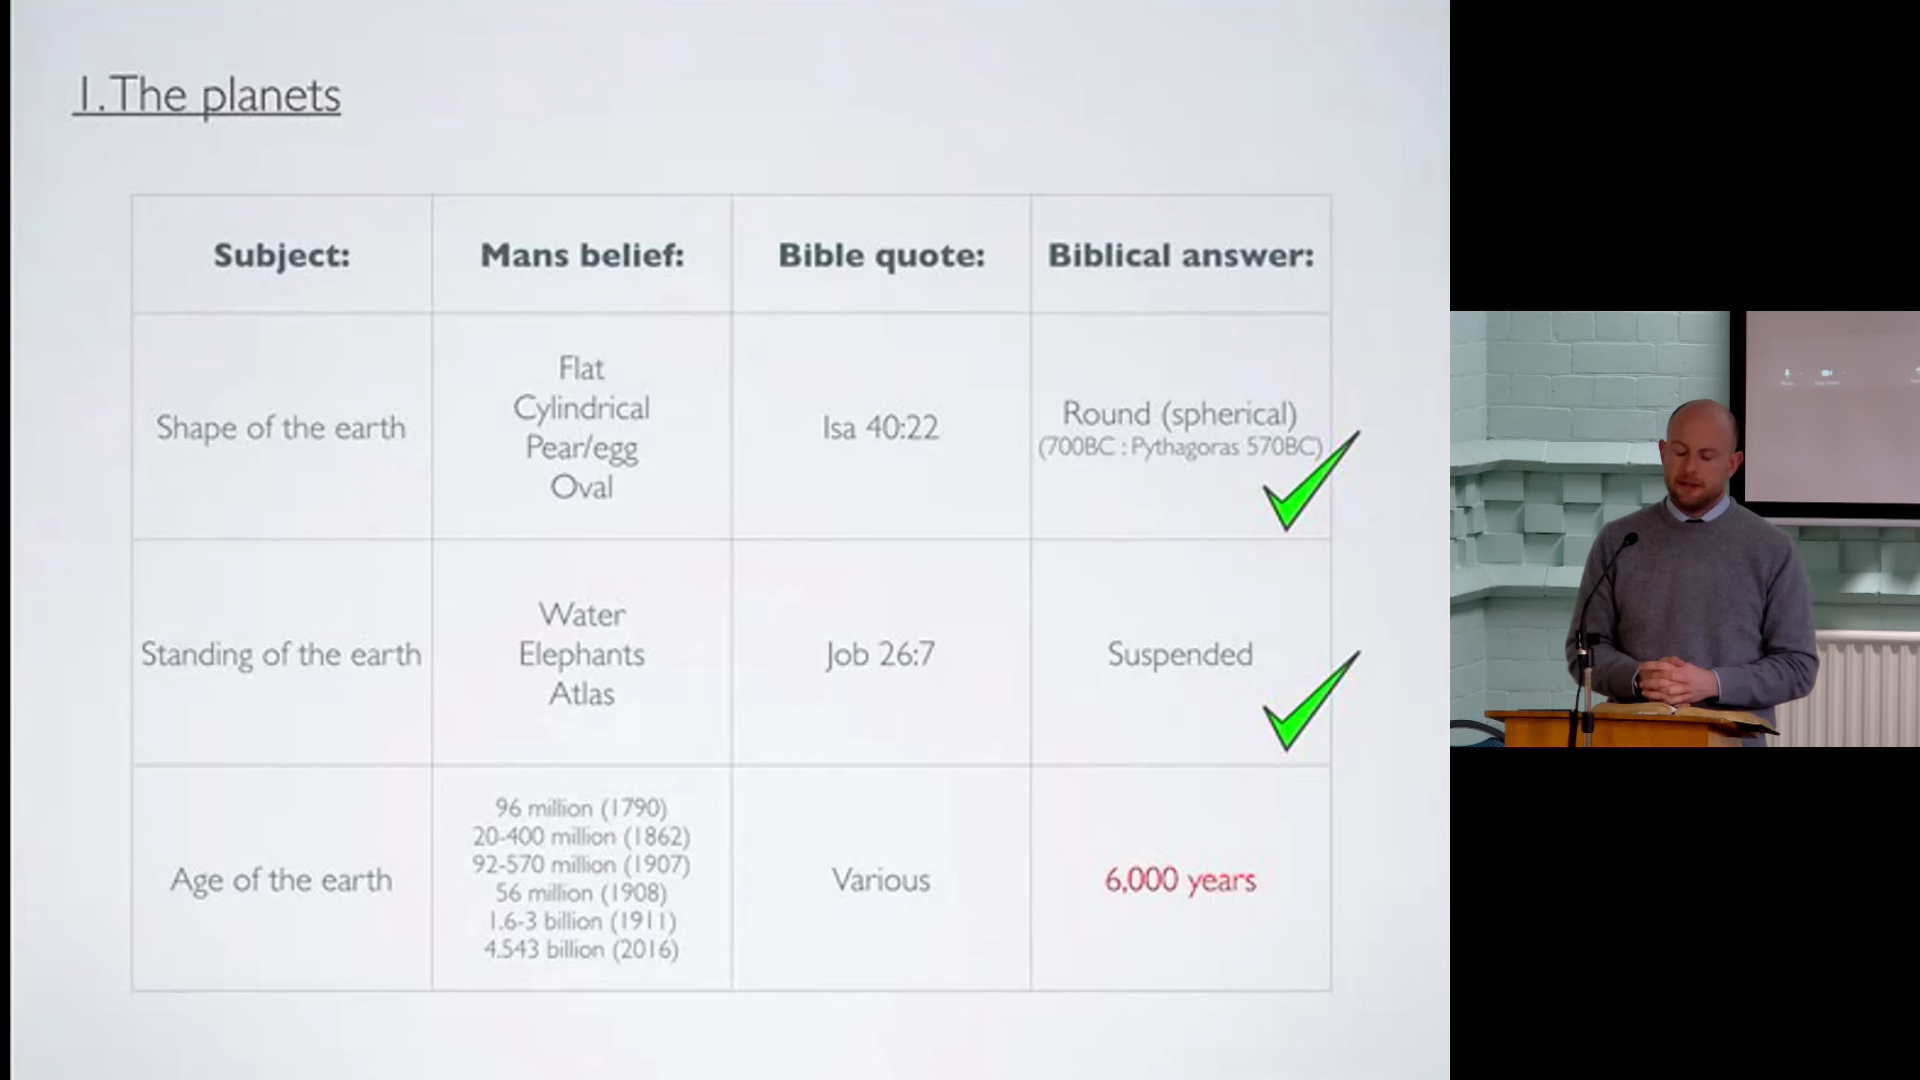 1. The planets
Subject:
Mans belief:
Bible quote:
Biblical answer:
Shape of the earth
Flat
Cylindrical
Pear/egg
Oval
Isa 40:22
Round (spherical)
(700BC : Pythagoras 570BC)
Standing of the earth
Water
Elephants
Atlas
Job 26:7
Suspended
Age of the earth
96 million (1790)
20-400 million (1862)
92-570 million (1907)
56 million (1908)
1.6-3 billion (1911)
4.543 billion (2016)
Various
6,000 years